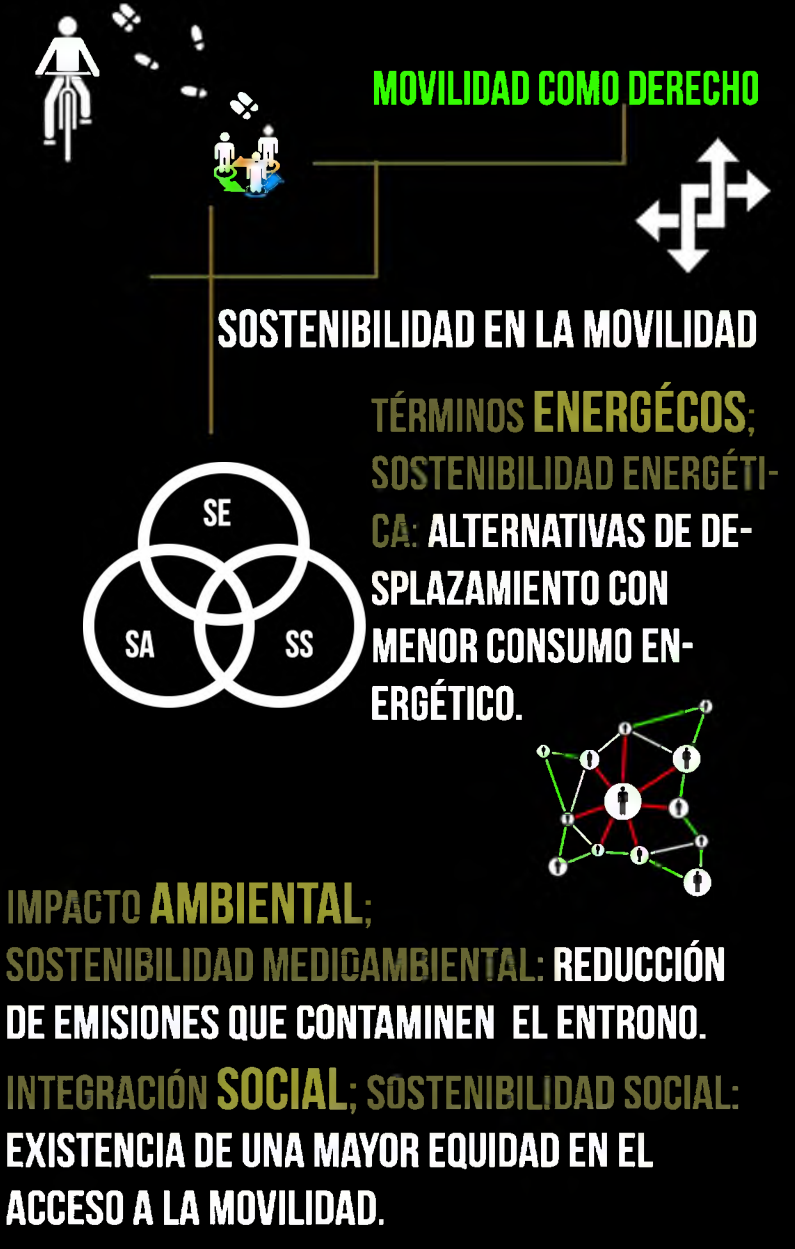 MOVILIDAD COMO DERECHO
SOSTENIBILIDAD EN LA MOVILIDAD
TÉRMINOS ENERGÉCOS;
SOSTENIBILIDAD ENERGÉTI-
CA: ALTERNATIVAS DE DE-
SPLAZAMIENTO CON
MENOR CONSUMO EN-
ERGÉTICO.
SE
SA
SS
IMPACTO AMBIENTAL;
SOSTENIBILIDAD MEDIOAMBIENTAL: REDUCCIÓN
DE EMISIONES QUE CONTAMINEN EL ENTRONO.
INTEGRACIÓN SOCIAL; SOSTENIBILIDAD SOCIAL:
EXISTENCIA DE UNA MAYOR EQUIDAD EN EL
ACCESO A LA MOVILIDAD.